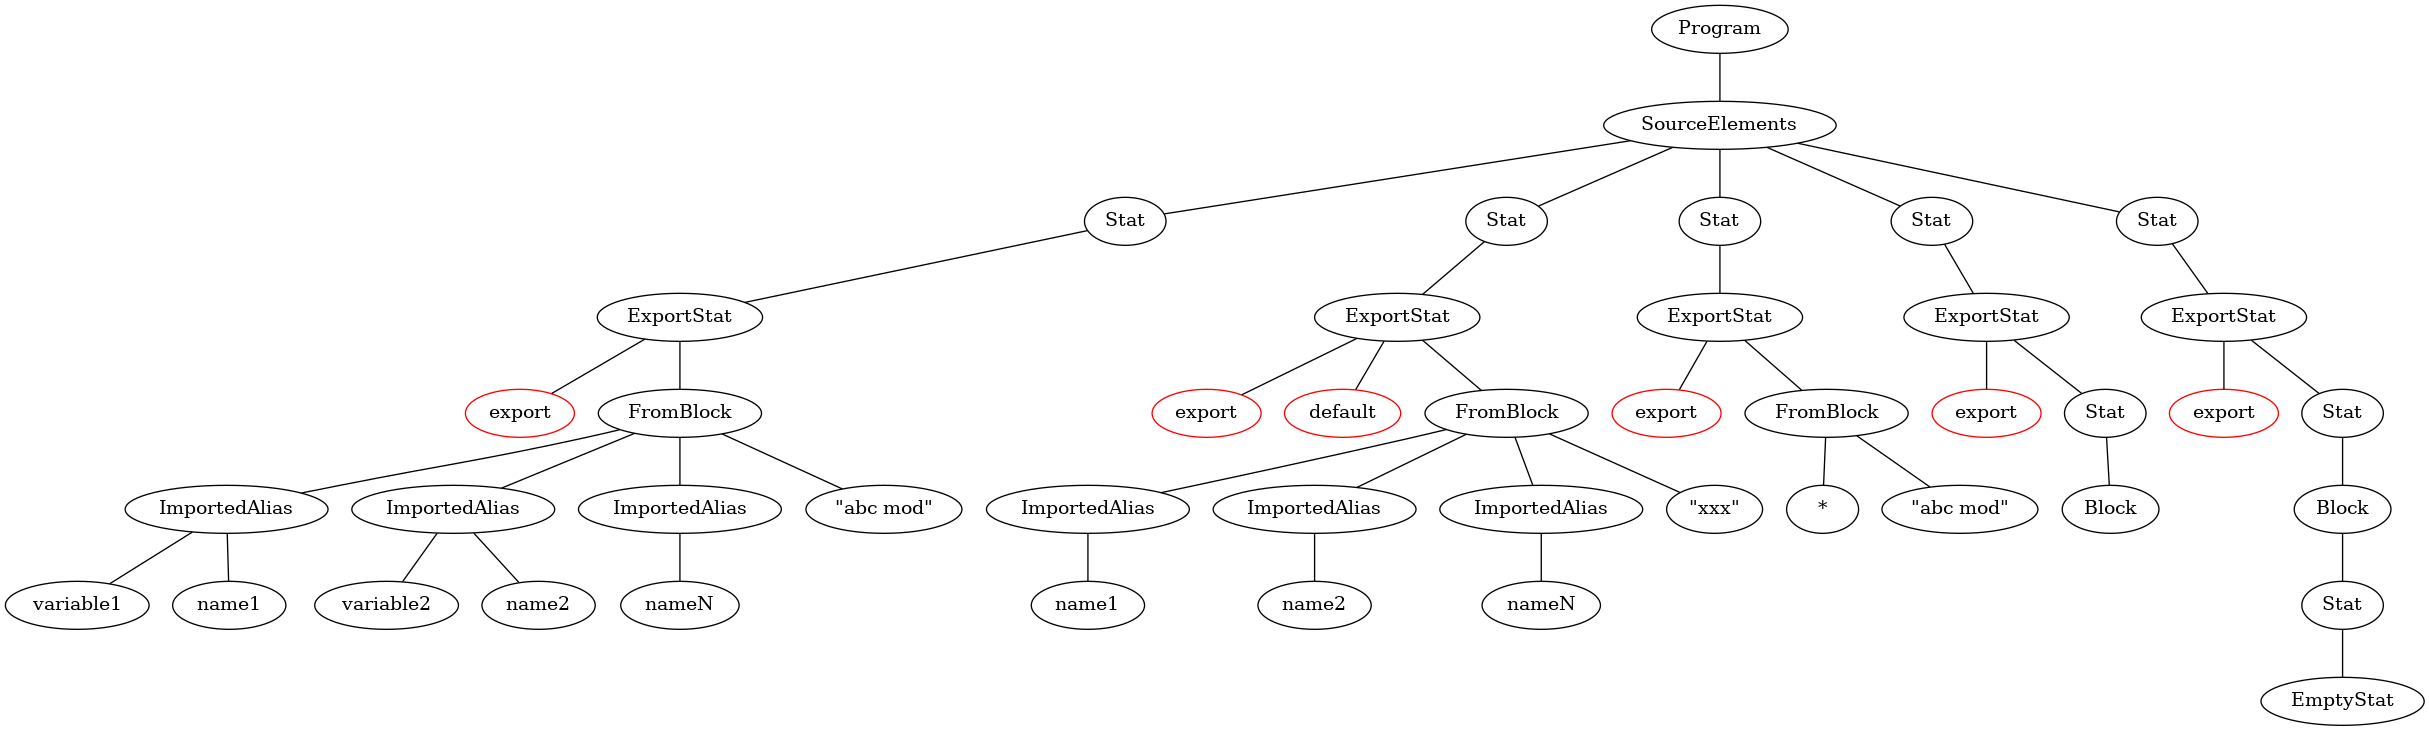 Program
SourceElements
Stat Stat Stat Stat Stat
ExportStat ExportStat ExportStat ExportStat ExportStat
export FromBlock export default FromBlock export FromBlock export Stat export Stat
ImportedAlias ImportedAlias ImportedAlias "abc mod" ImportedAlias ImportedAlias ImportedAlias "xxx" * "abc mod" Block Block
variable1 name1 variable2 name2 nameN name1 name2 nameN Stat
EmptyStat